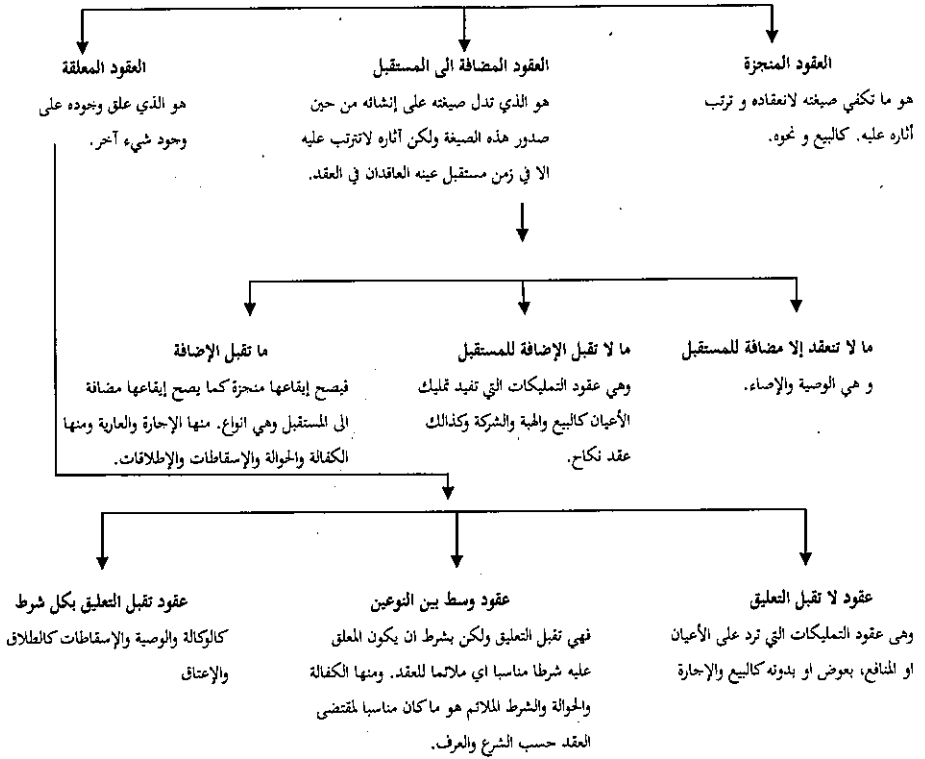 العقود المنجزة
هو ما تكفي صيغته لانعقاده و ترتب
أثاره عليه. كالبيع و نحوه.
العقود المضافة الى المستقبل
هو الذي تدل صيغته على إنشائه من حين
صدور هذه الصيغة ولكن آثاره لاتترتب عليه
الا في زمن مستقبل عينه العاقدان في العقد.
العقود المعلقة
هو الذي علق وجوده على
وجود شيء آخر.
ما لا تنعقد إلا مضافة للمستقبل
و هي الوصية والإصاء.
ما لا تقبل الإضافة للمستقبل
وهي عقود التمليكات التي تفيد تمليك
الأعيان كالبيع والهبة والشركة وكذالك
عقد نكاح.
ما تقبل الإضافة
فيصح إيقاعها منجزة كما يصح إيقاعها مضافة
الى المستقبل وهي انواع. منها الإجارة والعارية ومنها
الكفالة والحوالة والإسقاطات والإطلاقات.
عقود لا تقبل التعليق
وهى عقود التمليكات التي ترد على الأعيان
او المنافع، بعوض او بدونه كالبيع والإجارة
عقود وسط بين النوعين
فهي تقبل التعليق ولكن بشرط ان يكون المعلق
عليه شرطا مناسبا اي ملائما للعقد. ومنها الكفالة
والحوالة والشرط الملائم هو ما كان مناسبا لمقتضى
العقد حسب الشرع والعرف.
عقود تقبل التعليق بكل شرط
كالوكالة والوصية والإسقاطات كالطلاق
والإعتاق